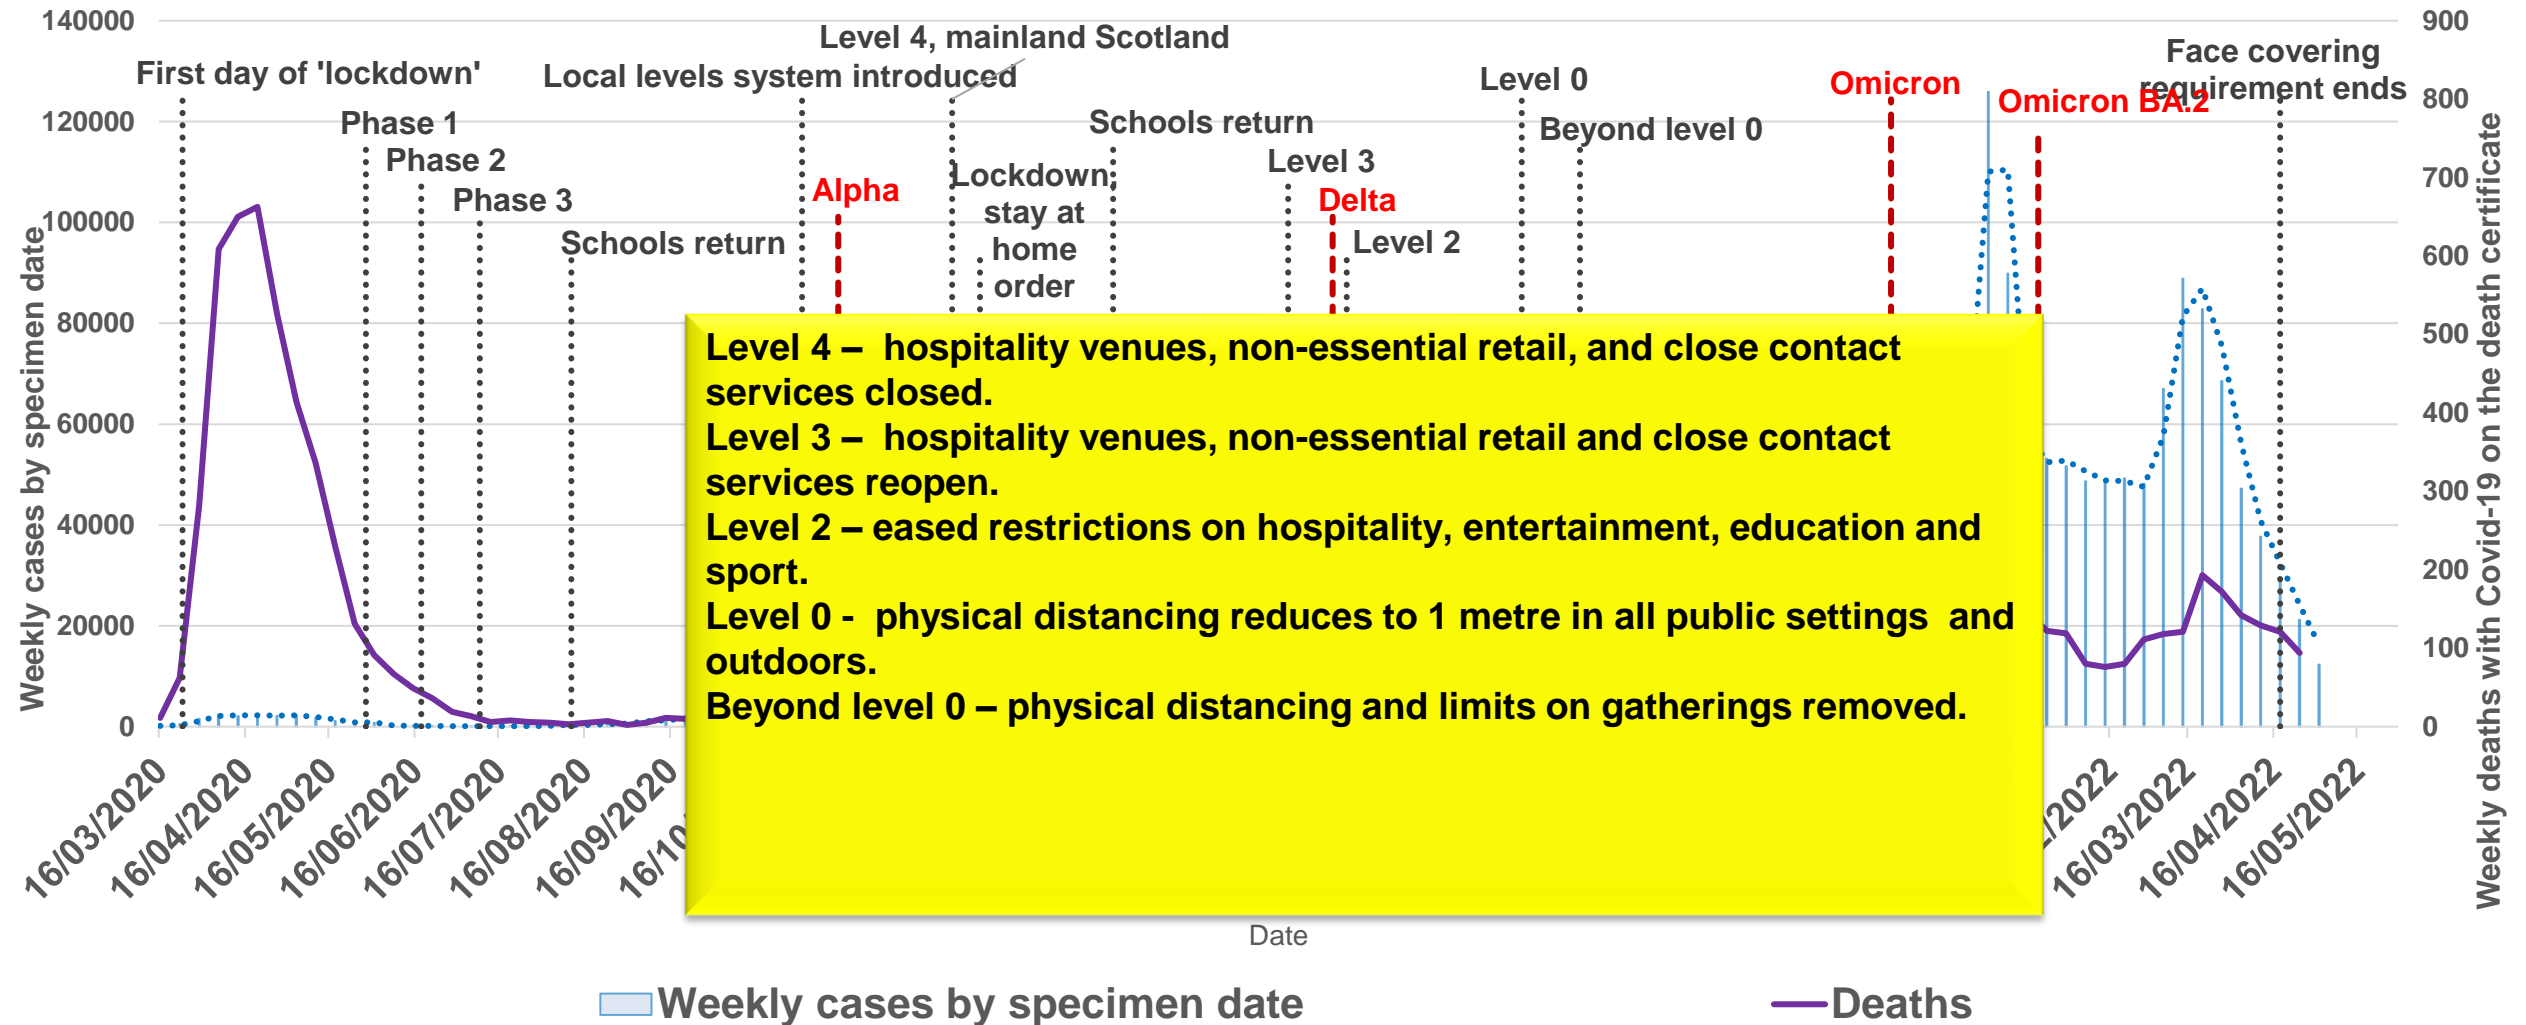 140000
120000
100000
80000
60000
40000
20000
0
Weekly cases by specimen date
900
800
700
600
500
400
300
200
100
0
Weekly deaths with Covid-19 on the death certificate
First day of 'lockdown'
Phase 1
Phase 2
Phase 3
Schools return
Local levels system introduced
Level 4, mainland Scotland
Alpha
Lockdown,
stay at
home
order
Schools return
Level 3
Delta
Level 2
Level 0
Beyond level 0
Omicron
Omicron BA.2
Face covering
requirement ends
Level 4 – hospitality venues, non-essential retail, and close contact
services closed.
Level 3 – hospitality venues, non-essential retail and close contact
services reopen.
Level 2 – eased restrictions on hospitality, entertainment, education and
sport.
Level 0 - physical distancing reduces to 1 metre in all public settings and
outdoors.
Beyond level 0 – physical distancing and limits on gatherings removed.
16/03/2020
16/04/2020
16/05/2020
16/06/2020
16/07/2020
16/08/2020
16/09/2020
16/10
2/2022
16/03/2022
16/04/2022
16/05/2022
Date
Weekly cases by specimen date
Deaths